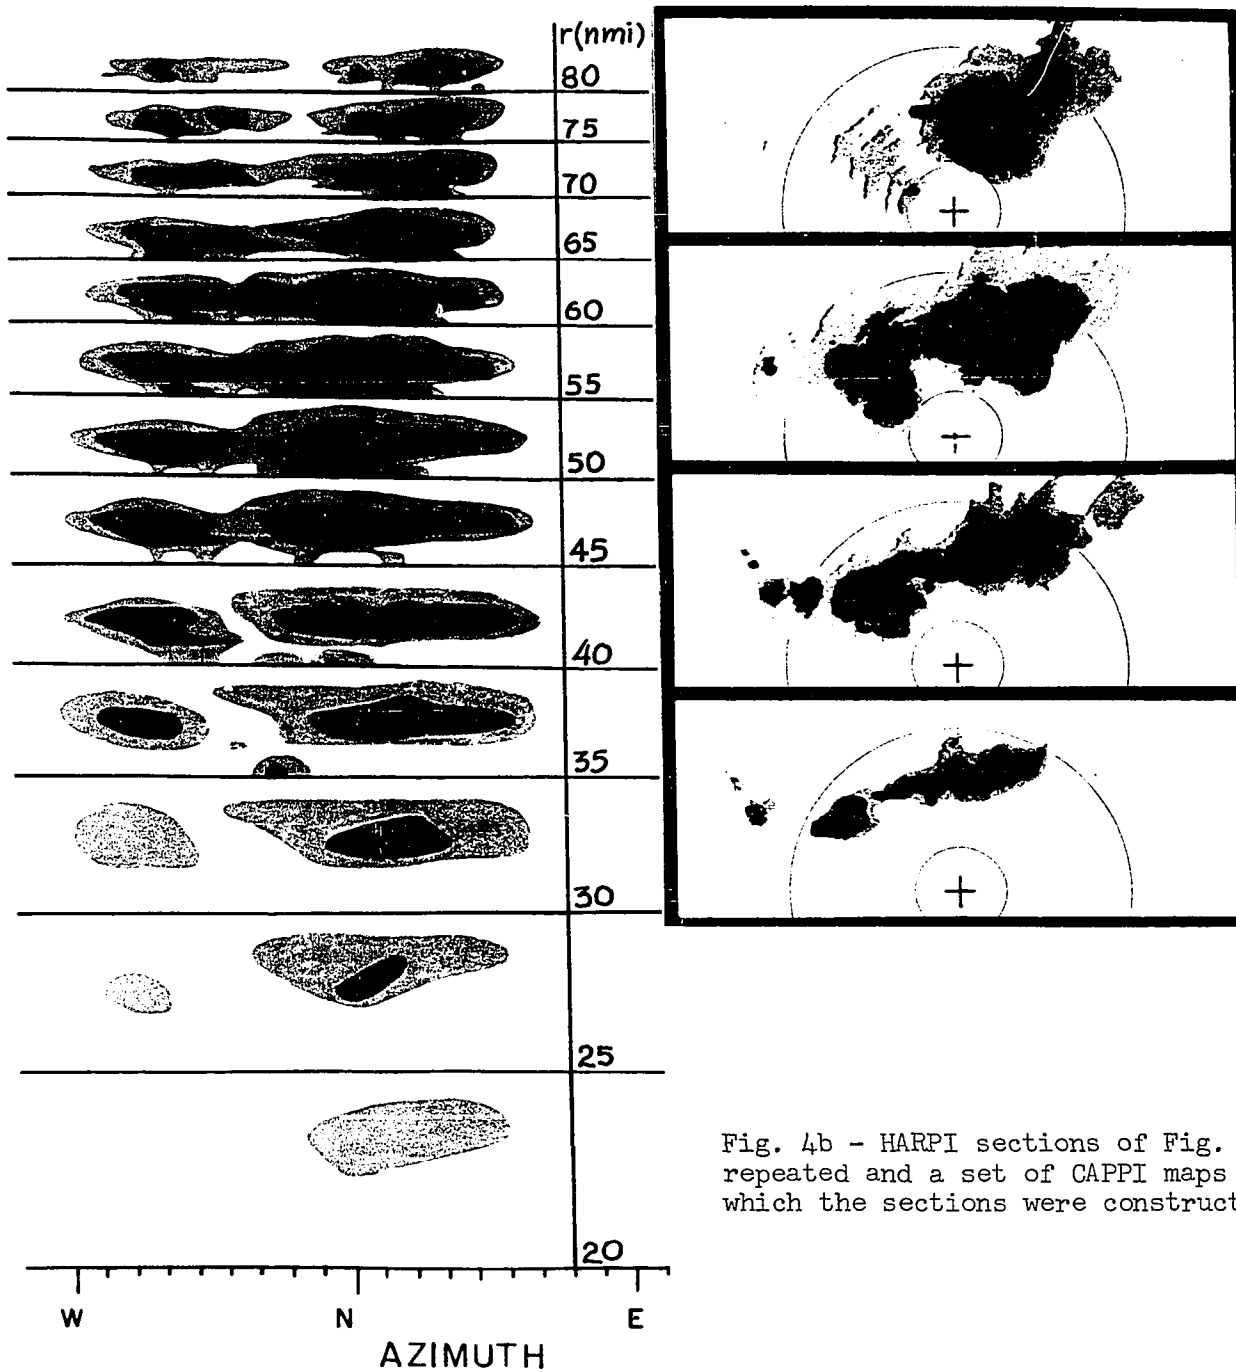 r(nmi)
80
75
70
65
60
55
50
45
40
35
30
25
20
W N E
AZIMUTH
Fig. 4b - HARPI sections of Fig.
repeated and a set of CAPPI maps
which the sections were construct